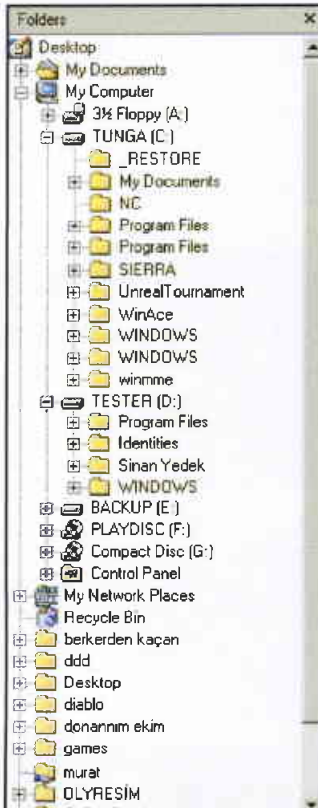 Folders
Desktop
My Documents
My Computer
3½ Floppy (A:)
TUNGA (C:)
_RESTORE
My Documents
NC
Program Files
Program Files
SIERRA
UnrealTournament
WinAce
WINDOWS
WINDOWS
winmme
TESTER (D:)
Program Files
Identities
Sinan Yedek
WINDOWS
BACKUP (E:)
PLAYDISC (F:)
Compact Disc (G:)
Control Panel
My Network Places
Recycle Bin
berkerden kaçan
ddd
Desktop
diablo
donannım ekim
games
murat
OLYRESİM